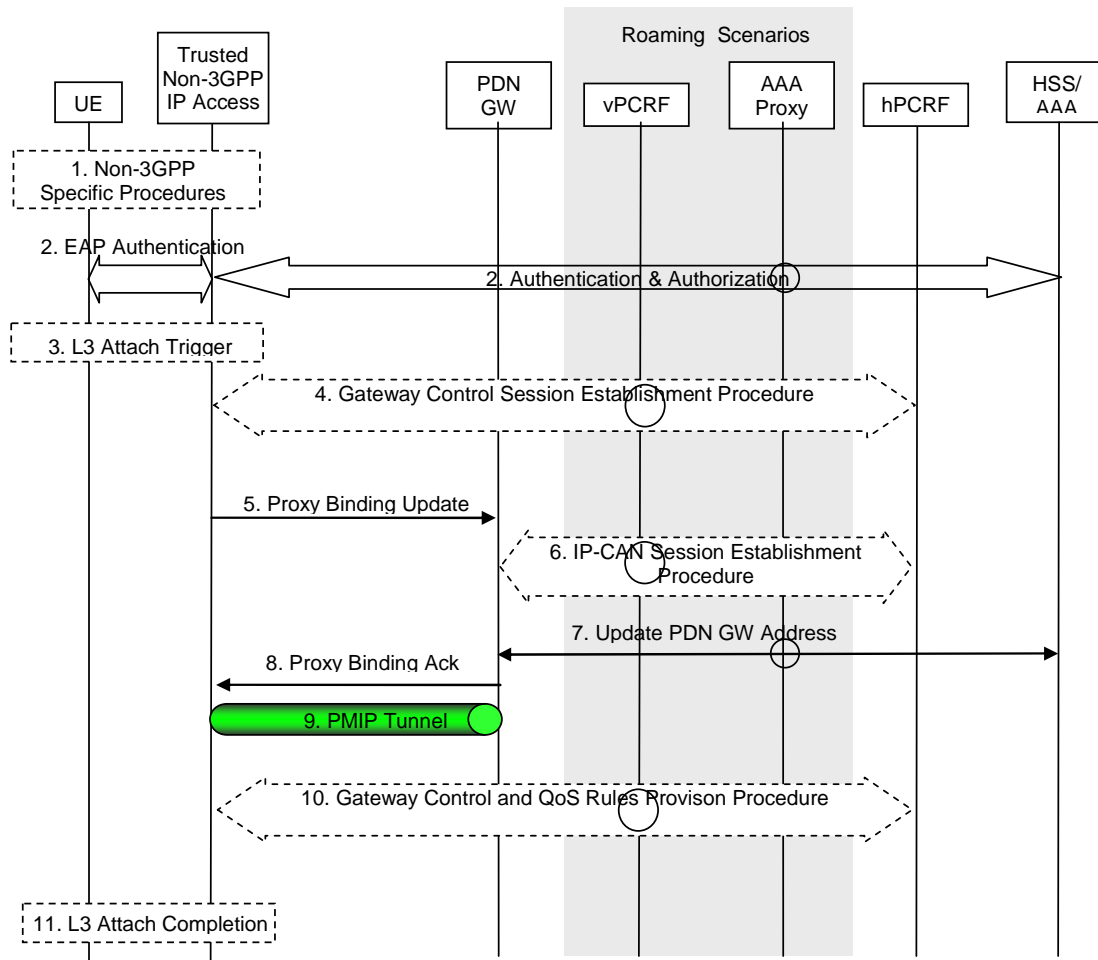 Roaming Scenarios
Trusted
Non-3GPP
IP Access
UE
PDN
GW
vPCRF
AAA
Proxy
hPCRF
HSS/
AAA
1. Non-3GPP
Specific Procedures
2. EAP Authentication
2. Authentication & Authorization
3. L3 Attach Trigger
4. Gateway Control Session Establishment Procedure
5. Proxy Binding Update
6. IP-CAN Session Establishment
Procedure
7. Update PDN GW Address
8. Proxy Binding Ack
9. PMIP Tunnel
10. Gateway Control and QoS Rules Provison Procedure
11. L3 Attach Completion